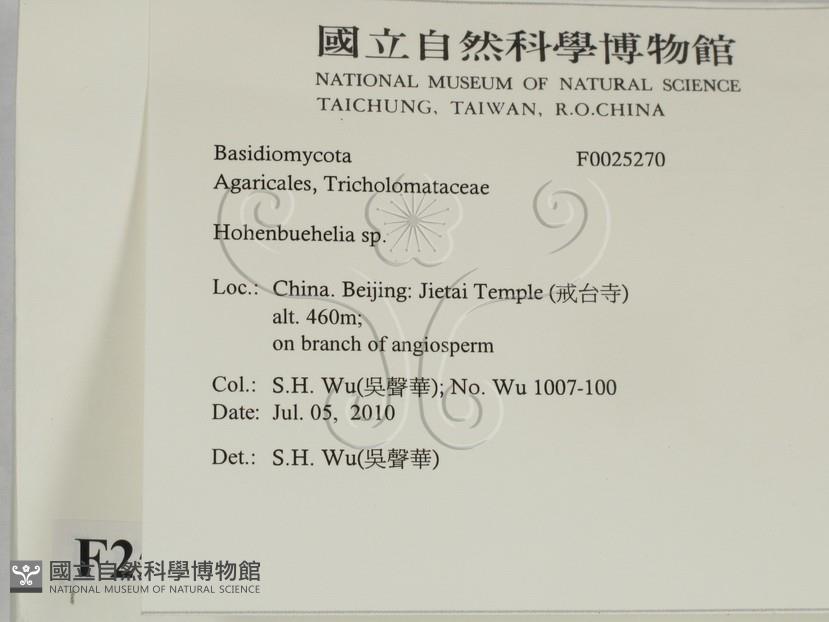 國立自然科學博物館
NATIONAL MUSEUM OF NATURAL SCIENCE
TAICHUNG, TAIWAN, R.O.CHINA
Basidiomycota F0025270
Agaricales, Tricholomataceae
Hohenbuehelia sp.
Loc.: China. Beijing: Jietai Temple (戒台寺)
alt. 460m;
on branch of angiosperm
Col.: S.H. Wu(吳聲華); No. Wu 1007-100
Date: Jul. 05, 2010
Det.: S.H. Wu(吳聲華)
F2
國立自然科學博物館
NATIONAL MUSEUM OF NATURAL SCIENCE